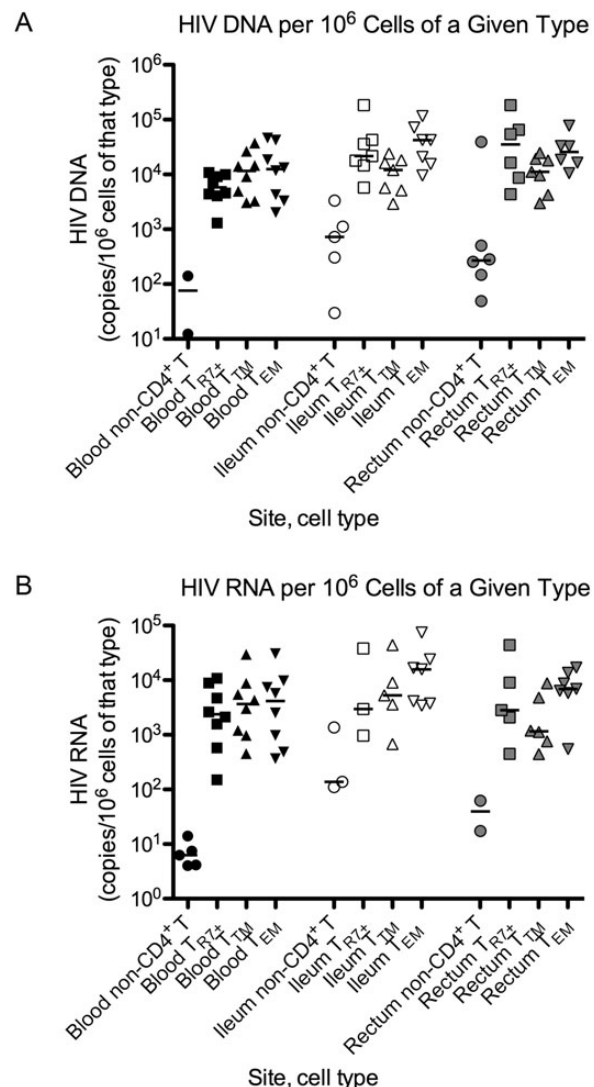 A
HIV DNA per 10⁶ Cells of a Given Type
HIV DNA
(copies/10⁶ cells of that type)
10⁶
10⁵
10⁴
10³
10²
10¹
Blood non-CD4⁺ T
Blood T_R7+
Blood T_TM
Blood T_EM
Ileum non-CD4⁺ T
Ileum T_R7+
Ileum T_TM
Ileum T_EM
Rectum non-CD4⁺ T
Rectum T_R7+
Rectum T_TM
Rectum T_EM
Site, cell type
B
HIV RNA per 10⁶ Cells of a Given Type
HIV RNA
(copies/10⁶ cells of that type)
10⁵
10⁴
10³
10²
10¹
10⁰
Blood non-CD4⁺ T
Blood T_R7+
Blood T_TM
Blood T_EM
Ileum non-CD4⁺ T
Ileum T_R7+
Ileum T_TM
Ileum T_EM
Rectum non-CD4⁺ T
Rectum T_R7+
Rectum T_TM
Rectum T_EM
Site, cell type